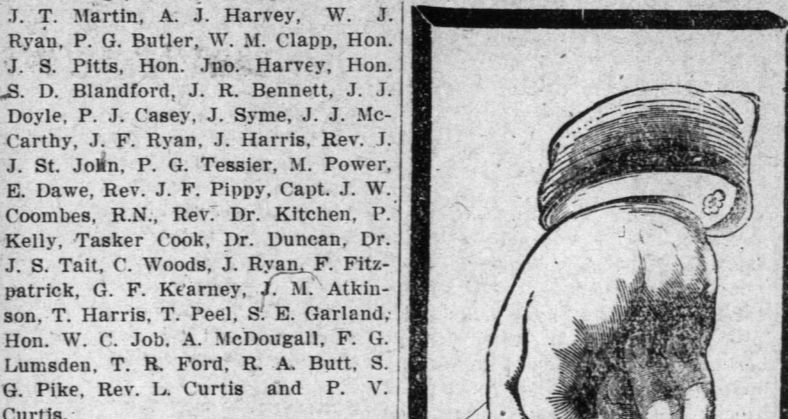 J. T. Martin, A. J. Harvey, W. J.
Ryan, P. G. Butler, W. M. Clapp, Hon.
J. S. Pitts, Hon. Jno. Harvey, Hon.
S. D. Blandford, J. R. Bennett, J. J.
Doyle, P. J. Casey, J. Syme, J. J. Mc-
Carthy, J. F. Ryan, J. Harris, Rev. J.
J. St. John, P. G. Tessier, M. Power,
E. Dawe, Rev. J. F. Pippy, Capt. J. W.
Coombes, R.N., Rev. Dr. Kitchen, P.
Kelly, Tasker Cook, Dr. Duncan, Dr.
J. S. Tait, C. Woods, J. Ryan, F. Fitz-
patrick, G. F. Kearney, J. M. Atkin-
son, T. Harris, T. Peel, S. E. Garland,
Hon. W. C. Job, A. McDougall, F. G.
Lumsden, T. R. Ford, R. A. Butt, S.
G. Pike, Rev. L. Curtis and P. V.
Curtis.